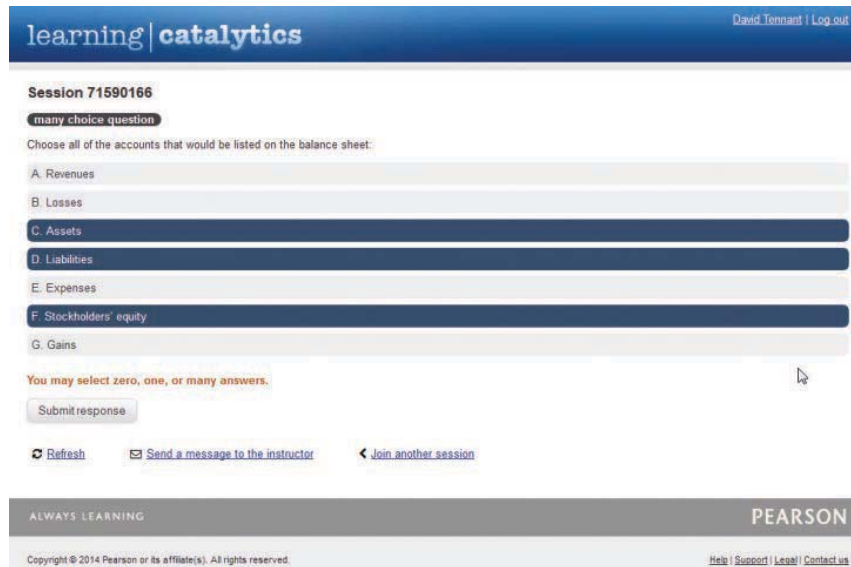 David Tennant | Log out
learning | catalytics
Session 71590166
many choice question
Choose all of the accounts that would be listed on the balance sheet:
A. Revenues
B. Losses
C. Assets
D. Liabilities
E. Expenses
F. Stockholders' equity
G. Gains
You may select zero, one, or many answers.
Submit response
Refresh Send a message to the instructor Join another session
ALWAYS LEARNING PEARSON
Copyright © 2014 Pearson or its affiliate(s). All rights reserved. Help | Support | Legal | Contact us